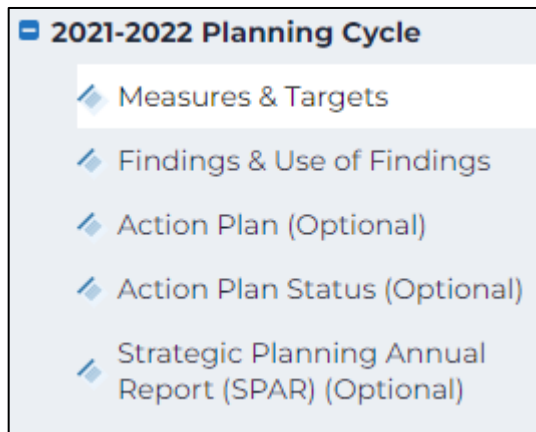 2021-2022 Planning Cycle
Measures & Targets
Findings & Use of Findings
Action Plan (Optional)
Action Plan Status (Optional)
Strategic Planning Annual
Report (SPAR) (Optional)